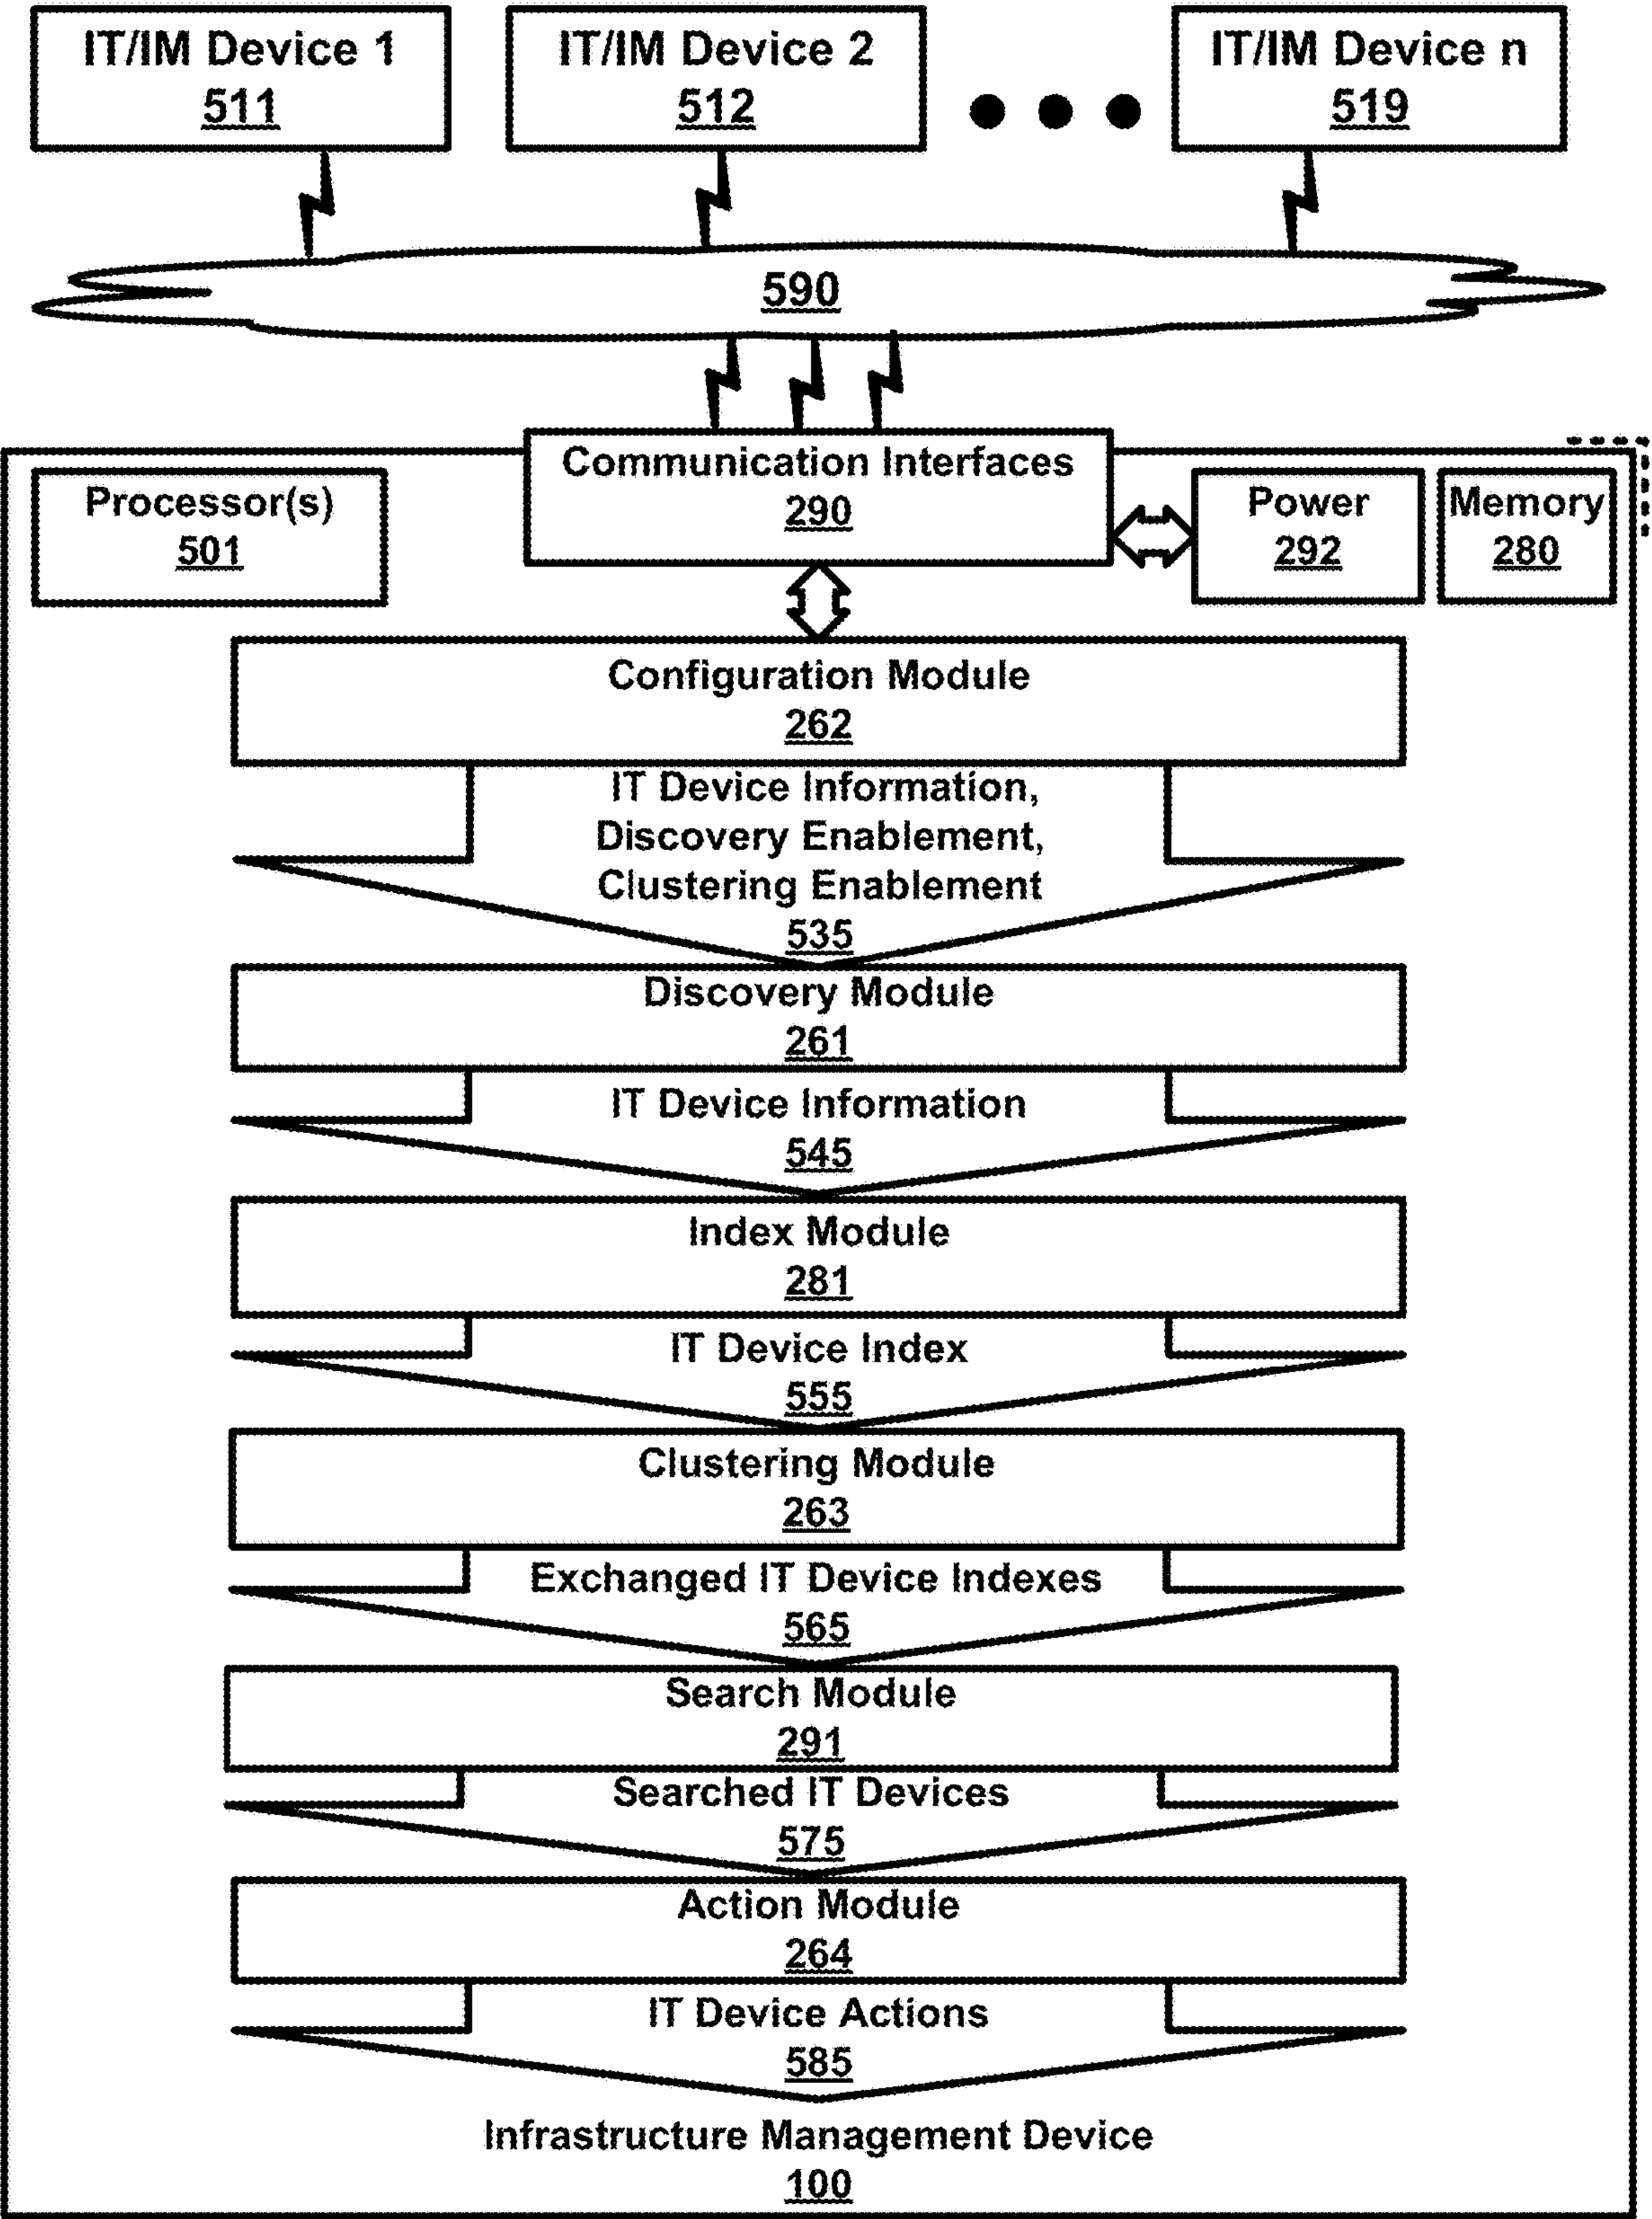 IT/IM Device 1
511
IT/IM Device 2
512
IT/IM Device n
519
590
Communication Interfaces
290
Processor(s)
501
Power
292
Memory
280
Configuration Module
262
IT Device Information,
Discovery Enablement,
Clustering Enablement
535
Discovery Module
261
IT Device Information
545
Index Module
281
IT Device Index
555
Clustering Module
263
Exchanged IT Device Indexes
565
Search Module
291
Searched IT Devices
575
Action Module
264
IT Device Actions
585
Infrastructure Management Device
100